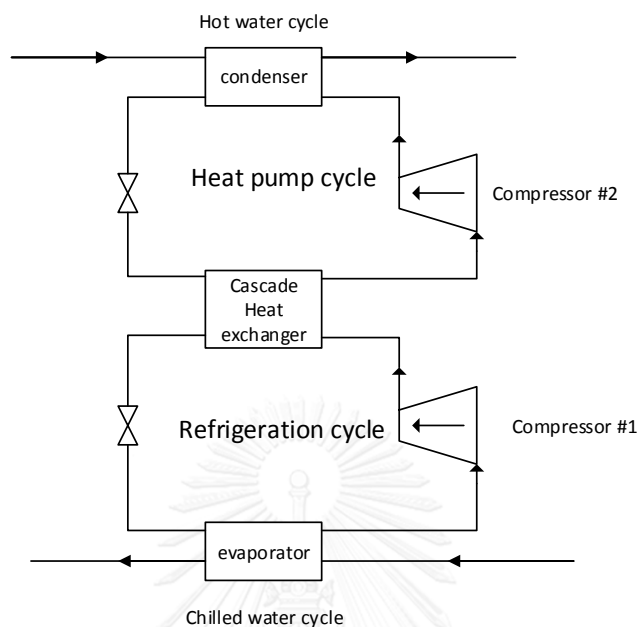 Hot water cycle
condenser
Heat pump cycle
Compressor #2
Cascade
Heat
exchanger
Refrigeration cycle
Compressor #1
evaporator
Chilled water cycle